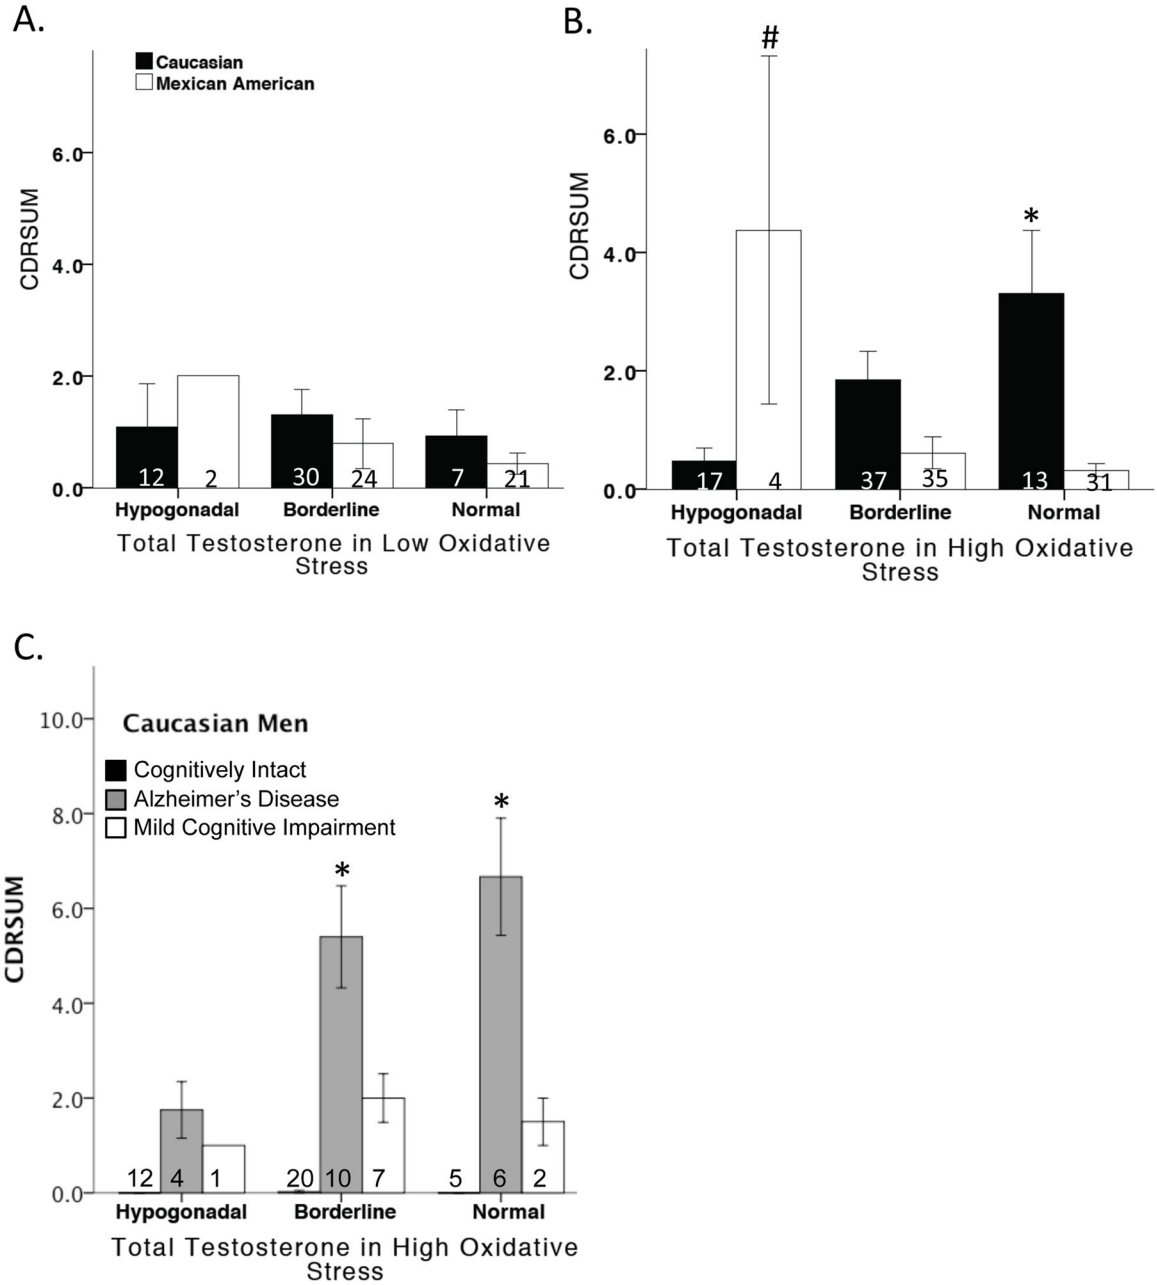 A.
Caucasian
Mexican American
6.0
4.0
2.0
0.0
CDRSUM
12 2 30 24 7 21
Hypogonadal Borderline Normal
Total Testosterone in Low Oxidative
Stress
B.
#
*
6.0
4.0
2.0
0.0
CDRSUM
17 4 37 35 13 31
Hypogonadal Borderline Normal
Total Testosterone in High Oxidative
Stress
C.
Caucasian Men
Cognitively Intact
Alzheimer's Disease
Mild Cognitive Impairment
*
*
10.0
8.0
6.0
4.0
2.0
0.0
CDRSUM
12 4 1 20 10 7 5 6 2
Hypogonadal Borderline Normal
Total Testosterone in High Oxidative
Stress